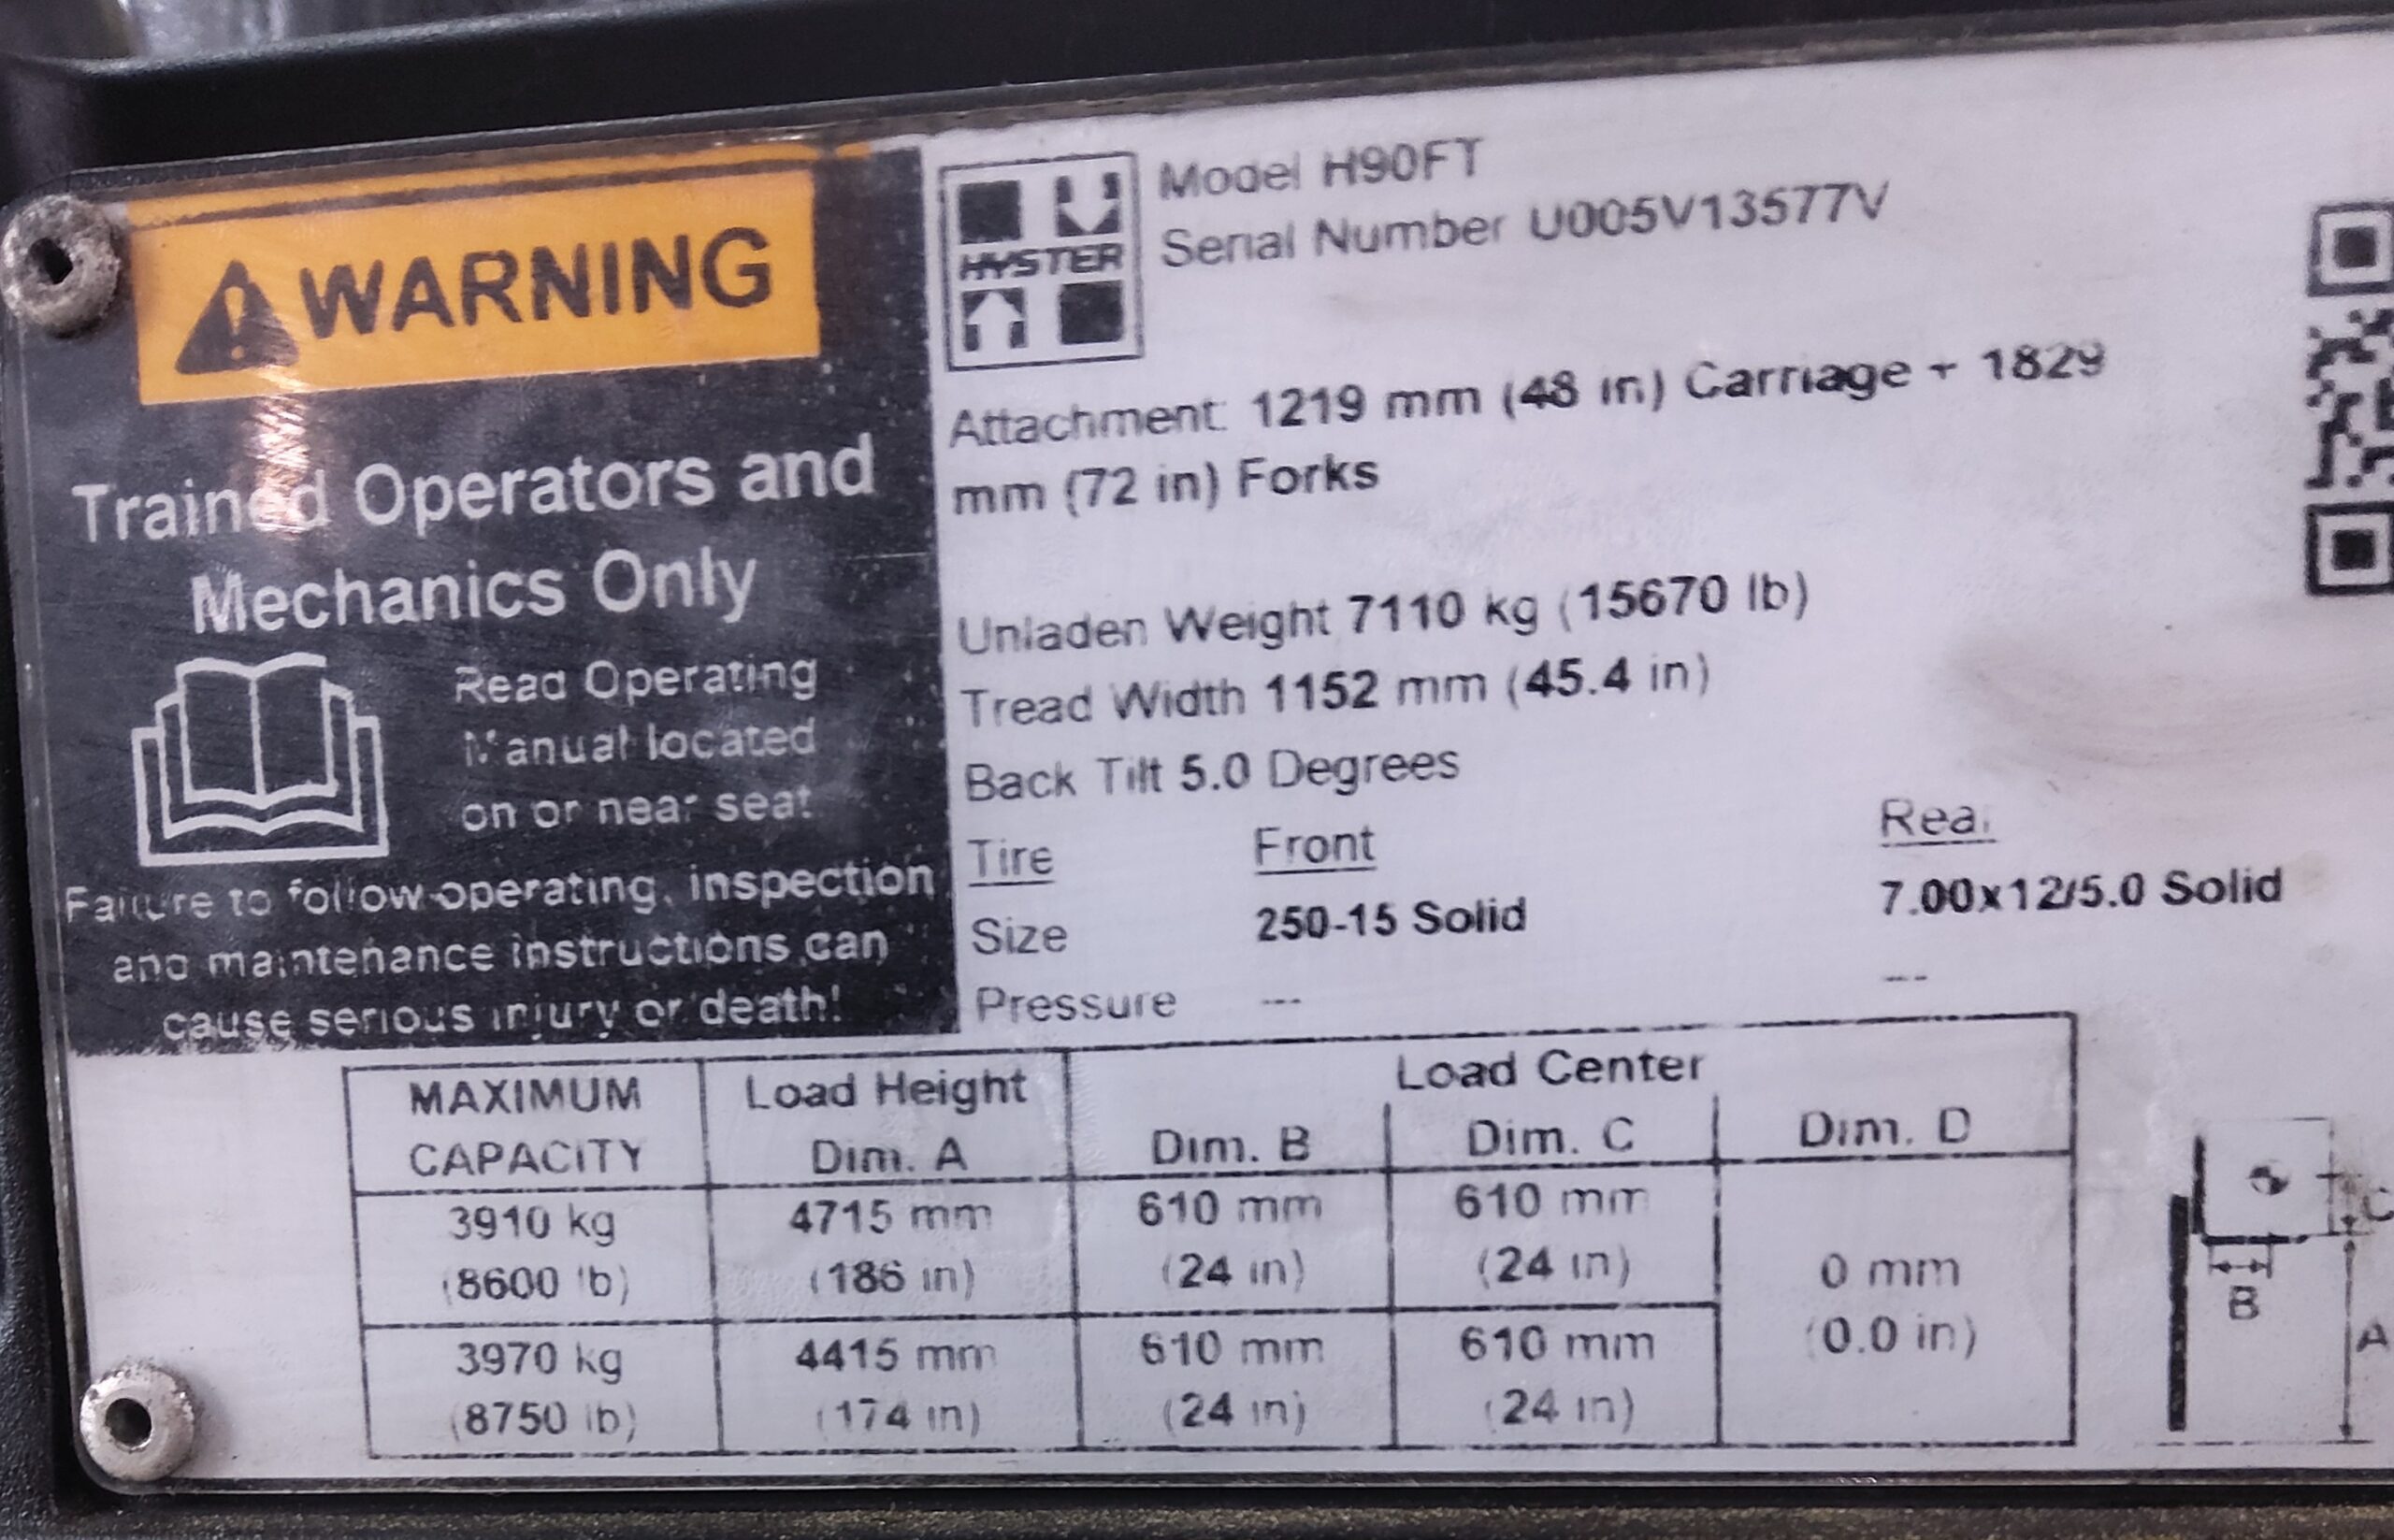 WARNING
Trained Operators and
Mechanics Only
Read Operating
Manual located
on or near seat
Failure to follow operating, inspection
and maintenance instructions can
cause serious injury or death!
HYSTER
Model H90FT
Serial Number U005V13577V
Attachment: 1219 mm (48 in) Carriage + 1829
mm (72 in) Forks
Unladen Weight 7110 kg (15670 lb)
Tread Width 1152 mm (45.4 in)
Back Tilt 5.0 Degrees
Tire Front Rear
Size 250-15 Solid 7.00x12/5.0 Solid
Pressure --- ---
MAXIMUM CAPACITY Load Height Dim. A Load Center
Dim. B Dim. C Dim. D
3910 kg 4715 mm 610 mm 610 mm
(8600 lb) (186 in) (24 in) (24 in)
0 mm
(0.0 in)
3970 kg 4415 mm 610 mm 610 mm
(8750 lb) (174 in) (24 in) (24 in)
C
B
A